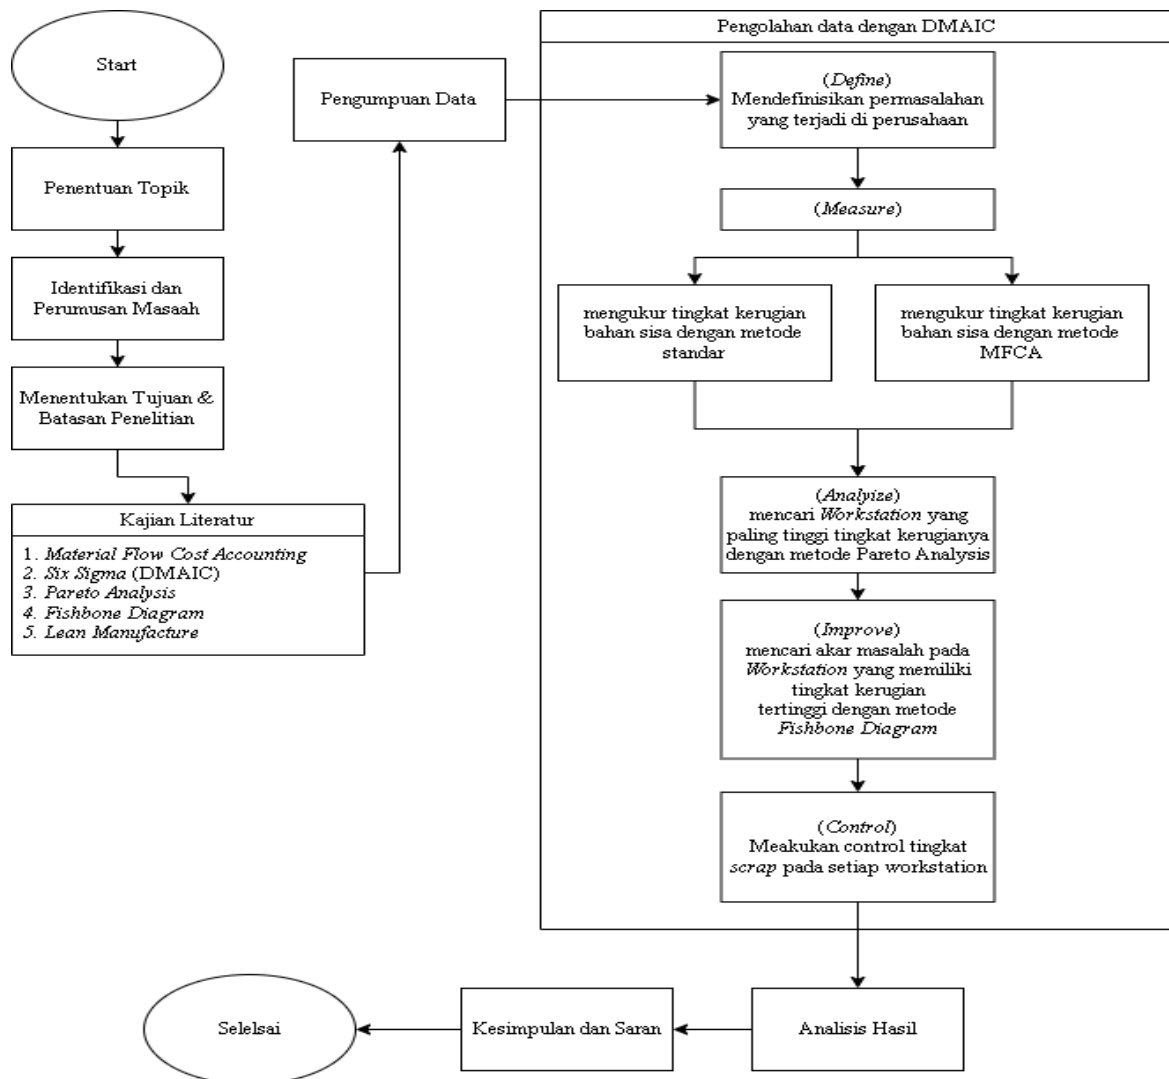 Start
Penentuan Topik
Identifikasi dan
Perumusan Masaah
Menentukan Tujuan &
Batasan Penelitian
Kajian Literatur
1. Material Flow Cost Accounting
2. Six Sigma (DMAIC)
3. Pareto Analysis
4. Fishbone Diagram
5. Lean Manufacture
Pengumpuan Data
Pengolahan data dengan DMAIC
(Define)
Mendefinisikan permasalahan
yang terjadi di perusahaan
(Measure)
mengukur tingkat kerugian
bahan sisa dengan metode
standar
mengukur tingkat kerugian
bahan sisa dengan metode
MFCA
(Analyize)
mencari Workstation yang
paling tinggi tingkat kerugianya
dengan metode Pareto Analysis
(Improve)
mencari akar masalah pada
Workstation yang memiliki
tingkat kerugian
tertinggi dengan metode
Fishbone Diagram
(Control)
Meakukan control tingkat
scrap pada setiap workstation
Analisis Hasil
Kesimpulan dan Saran
Selelsai